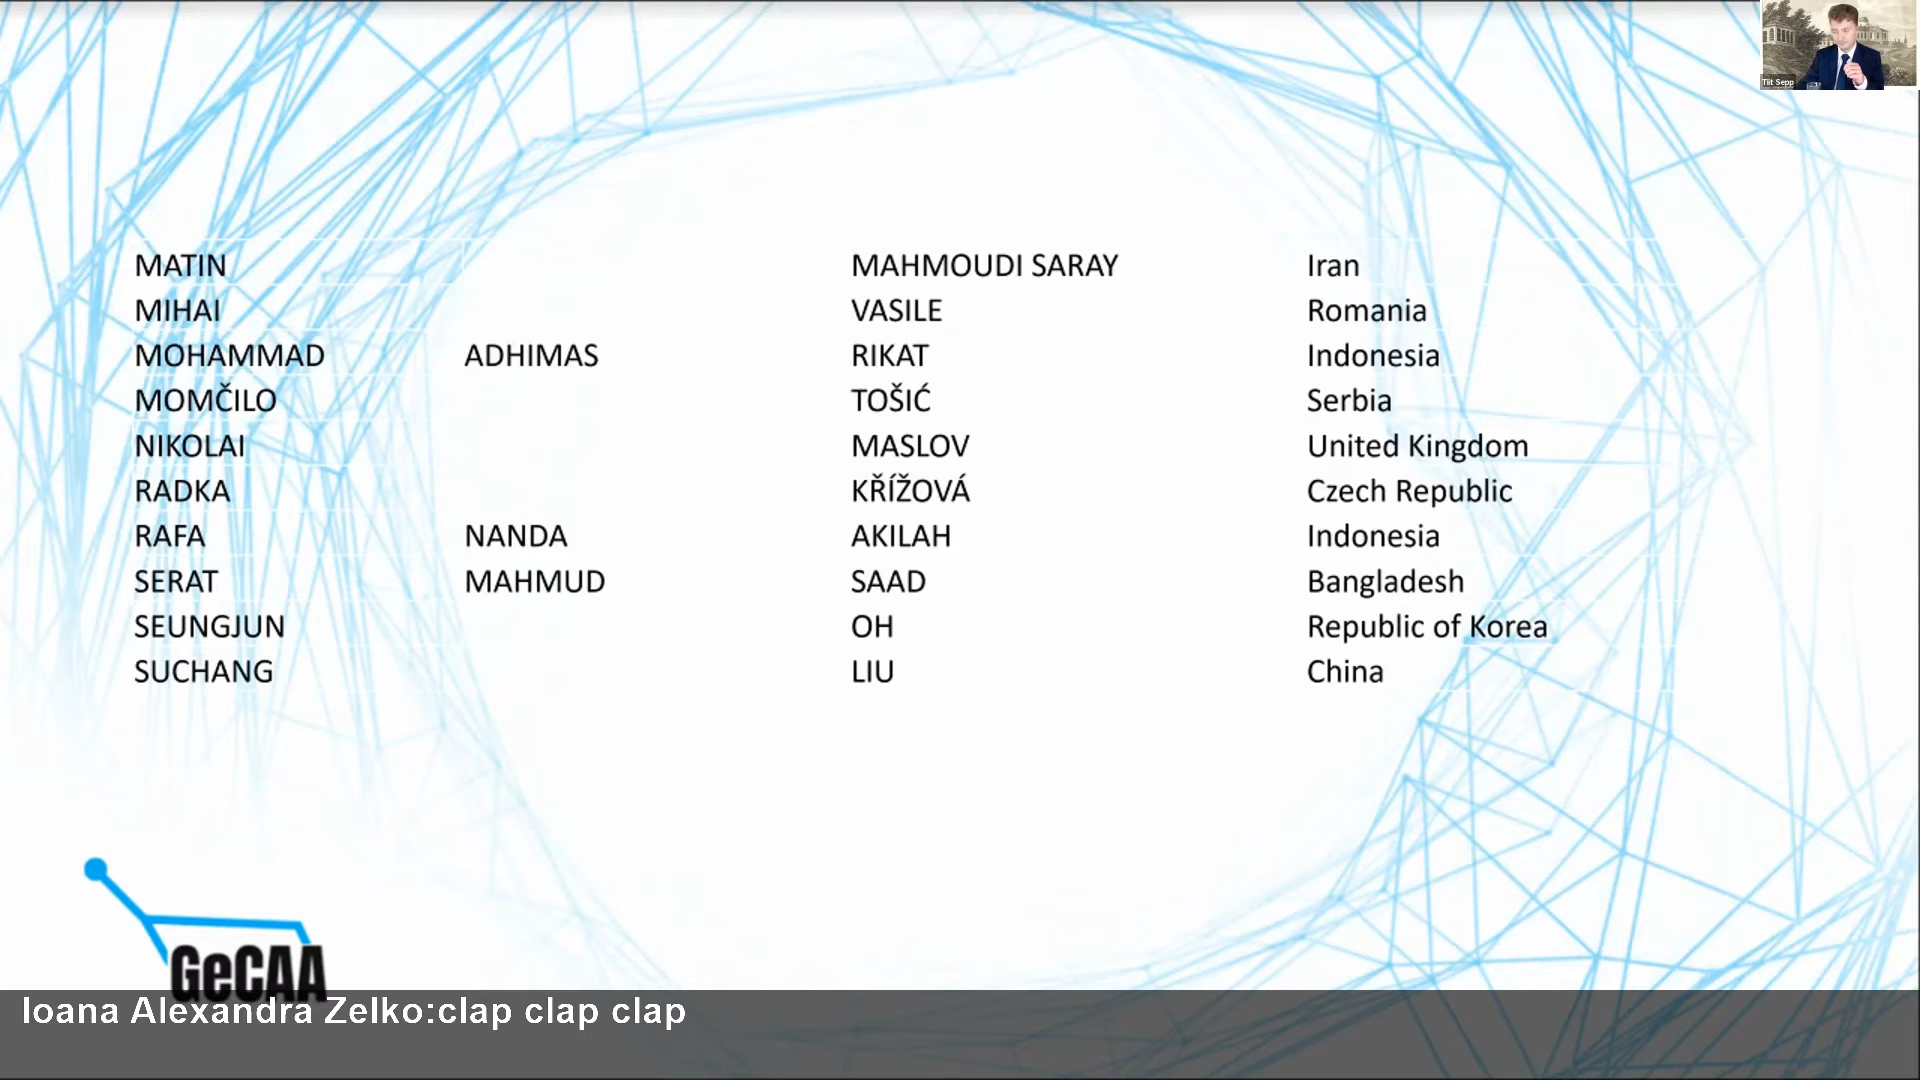 Tiit Sepp
MATIN MAHMOUDI SARAY Iran
MIHAI VASILE Romania
MOHAMMAD ADHIMAS RIKAT Indonesia
MOMČILO TOŠIĆ Serbia
NIKOLAI MASLOV United Kingdom
RADKA KŘÍŽOVÁ Czech Republic
RAFA NANDA AKILAH Indonesia
SERAT MAHMUD SAAD Bangladesh
SEUNGJUN OH Republic of Korea
SUCHANG LIU China
GeCAA
Ioana Alexandra Zelko:clap clap clap